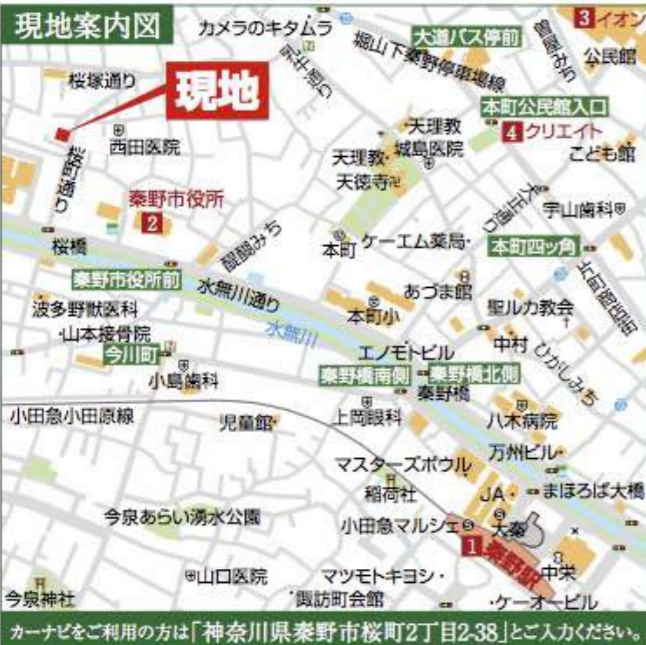 現地案内図
カメラのキタムラ
大道バス停前
3 イオン
公民館
堀山下秦野停車場線
桜塚通り
現地
本町公民館入口
4 クリエイト
西田医院
天理教
城島医院
こども館
天理教
天徳寺卍
秦野市役所
2
宇山歯科
桜橋
醍醐みち
本町
ケーエム薬局
本町四ツ角
秦野市役所前
水無川通り
あづま館
波多野獣医科
水無川
本町小
聖ルカ教会
山本接骨院
今川町
エノモトビル
中村
ひがしみち
小島歯科
秦野橋南側
秦野橋北側
秦野橋
小田急小田原線
児童館
上岡眼科
八木病院
万州ビル
マスターズボウル
稲荷社
JA
まほろば大橋
今泉あらい湧水公園
小田急マルシェ
大秦
1 秦野駅
山口医院
マツモトキヨシ
中栄
今泉神社
諏訪町会館
ケーオービル
カーナビをご利用の方は「神奈川県秦野市桜町2丁目2-38」とご入力ください。